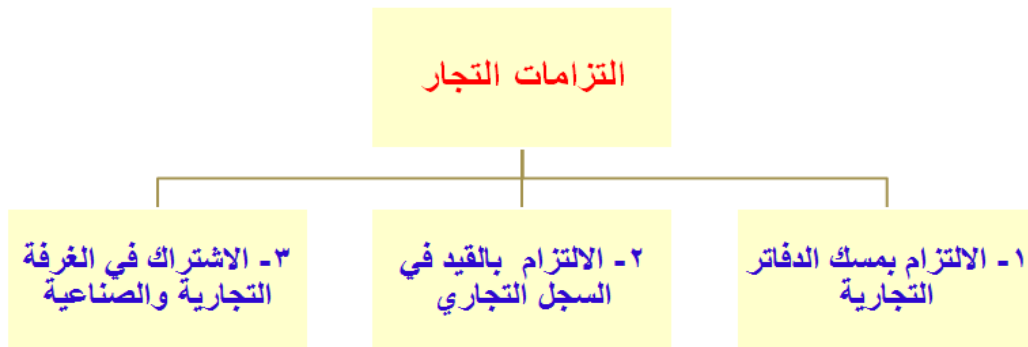 التزامات التجار
١- الالتزام بمسك الدفاتر
التجارية
٢- الالتزام بالقيد في
السجل التجاري
٣- الاشتراك في الغرفة
التجارية والصناعية